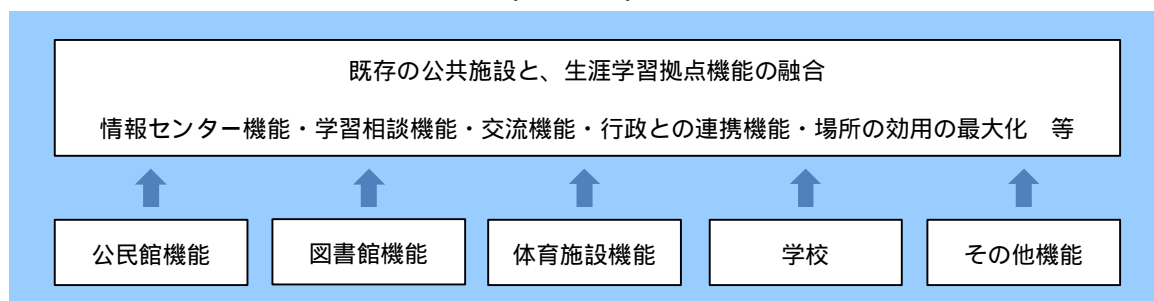 既存の公共施設と、生涯学習拠点機能の融合
情報センター機能・学習相談機能・交流機能・行政との連携機能・場所の効用の最大化　等
公民館機能
図書館機能
体育施設機能
学校
その他機能